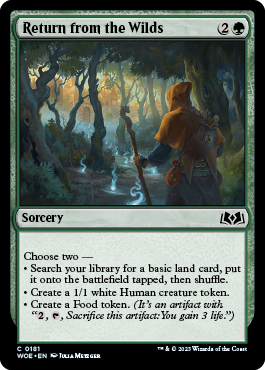 Return from the Wilds 2
Sorcery
Choose two —
• Search your library for a basic land card, put
it onto the battlefield tapped, then shuffle.
• Create a 1/1 white Human creature token.
• Create a Food token. (It's an artifact with
"2, , Sacrifice this artifact: You gain 3 life.")
C 0181
WOE • EN Julia Metzger
™ & © 2023 Wizards of the Coast